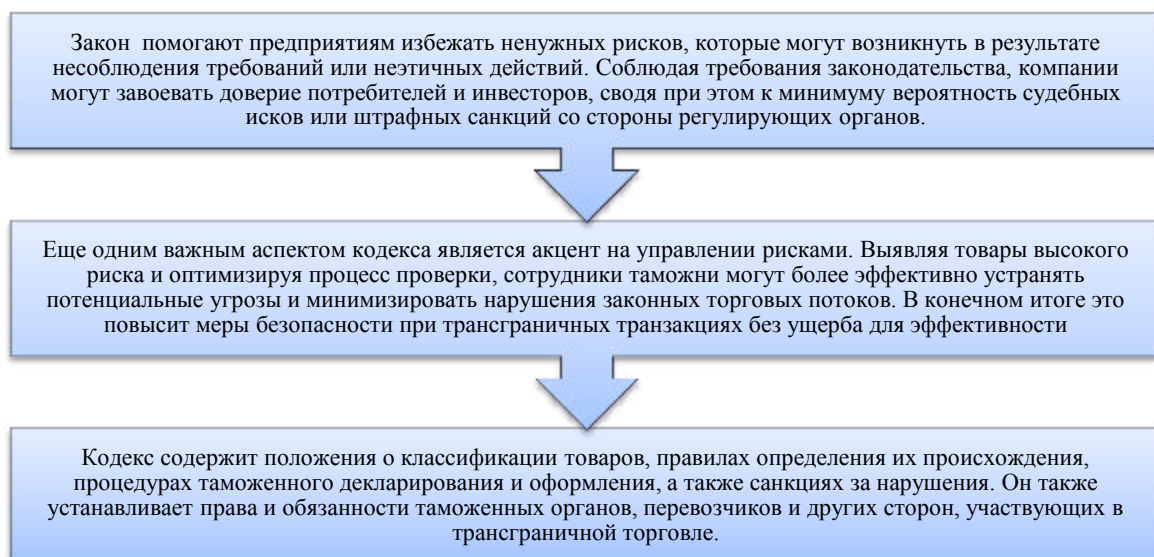 Закон помогают предприятиям избежать ненужных рисков, которые могут возникнуть в результате
несоблюдения требований или неэтичных действий. Соблюдая требования законодательства, компании
могут завоевать доверие потребителей и инвесторов, сводя при этом к минимуму вероятность судебных
исков или штрафных санкций со стороны регулирующих органов.
Еще одним важным аспектом кодекса является акцент на управлении рисками. Выявляя товары высокого
риска и оптимизируя процесс проверки, сотрудники таможни могут более эффективно устранять
потенциальные угрозы и минимизировать нарушения законных торговых потоков. В конечном итоге это
повысит меры безопасности при трансграничных транзакциях без ущерба для эффективности
Кодекс содержит положения о классификации товаров, правилах определения их происхождения,
процедурах таможенного декларирования и оформления, а также санкциях за нарушения. Он также
устанавливает права и обязанности таможенных органов, перевозчиков и других сторон, участвующих в
трансграничной торговле.